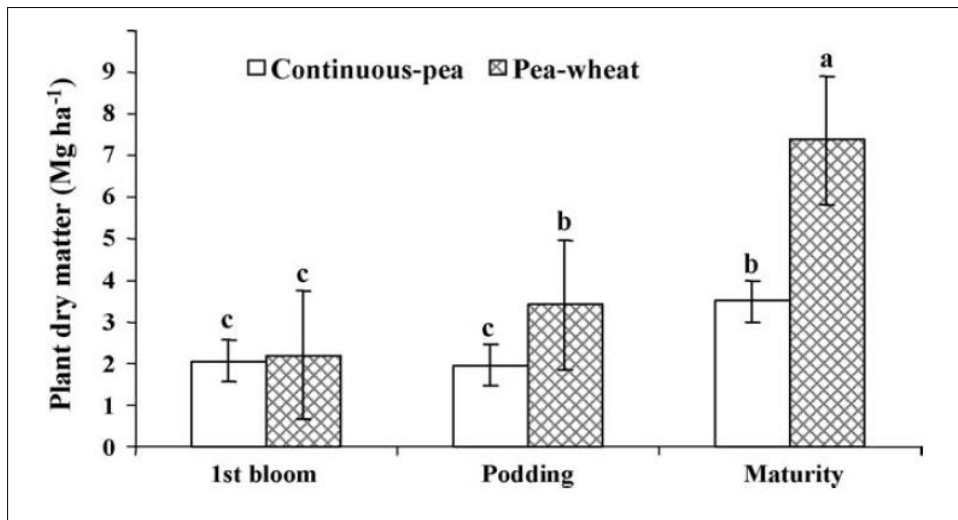 Plant dry matter (Mg ha-1)
Continuous-pea Pea-wheat
9
8
7
6
5
4
3
2
1
0
c
c
c
b
b
a
1st bloom Podding Maturity